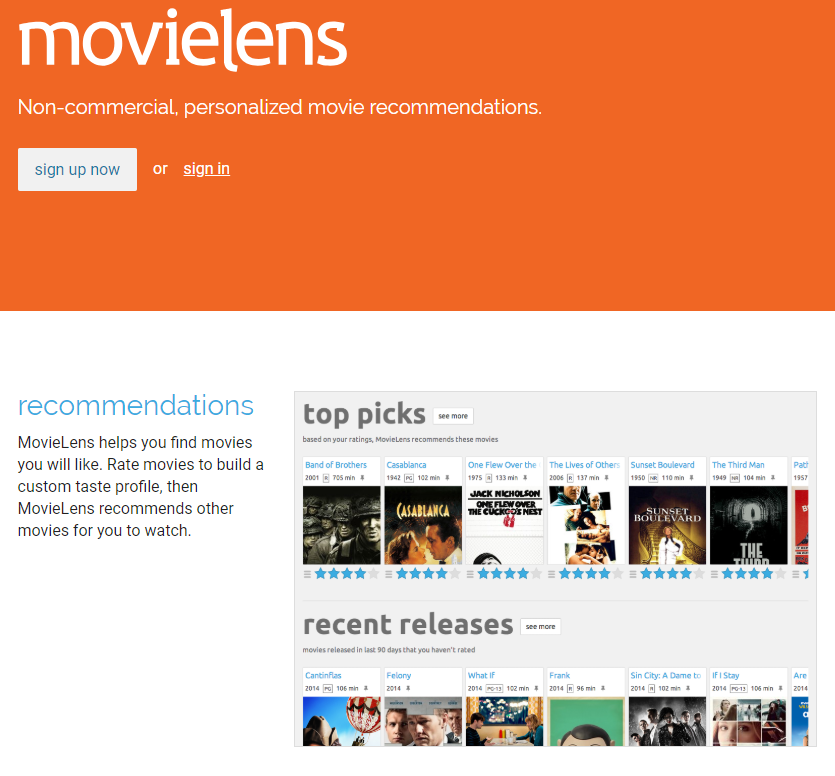 movielens
Non-commercial, personalized movie recommendations.
sign up now or sign in
recommendations
MovieLens helps you find movies
you will like. Rate movies to build a
custom taste profile, then
MovieLens recommends other
movies for you to watch.
top picks see more
based on your ratings, MovieLens recommends these movies
Band of Brothers Casablanca One Flew Over the The Lives of Others Sunset Boulevard The Third Man Path
2001 R 705 min 1942 PG 102 min 1975 R 133 min 2006 R 137 min 1950 NR 110 min 1949 NR 104 min 1957
CASABLANCA
JACK NICHOLSON
ONE FLEW OVER THE
CUCKOO'S NEST
SUNSET
BOULEVARD
THE
THIRD
recent releases see more
movies released in last 90 days that you haven't rated
Cantinflas Felony What If Frank Sin City: A Dame to If I Stay Are
2014 PG 106 min 2014 2014 PG-13 102 min 2014 R 96 min 2014 R 102 min 2014 PG-13 106 min 2014